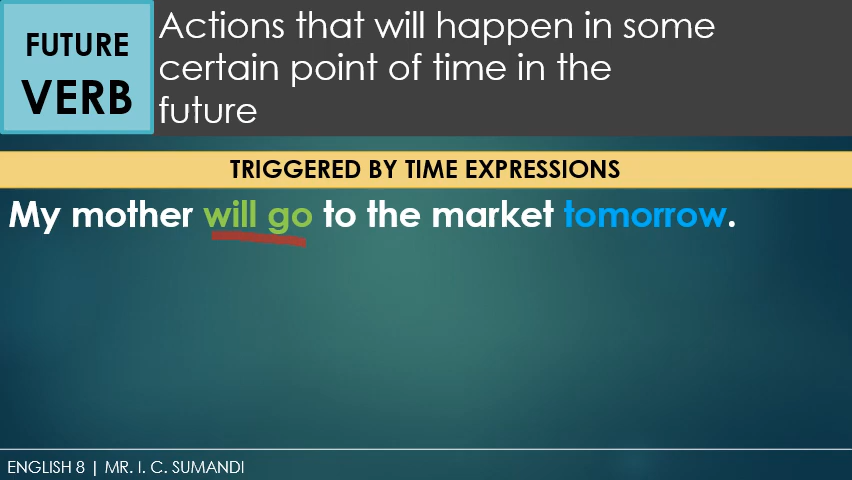 FUTURE
VERB
Actions that will happen in some
certain point of time in the
future
TRIGGERED BY TIME EXPRESSIONS
My mother will go to the market tomorrow.
ENGLISH 8 | MR. I. C. SUMANDI